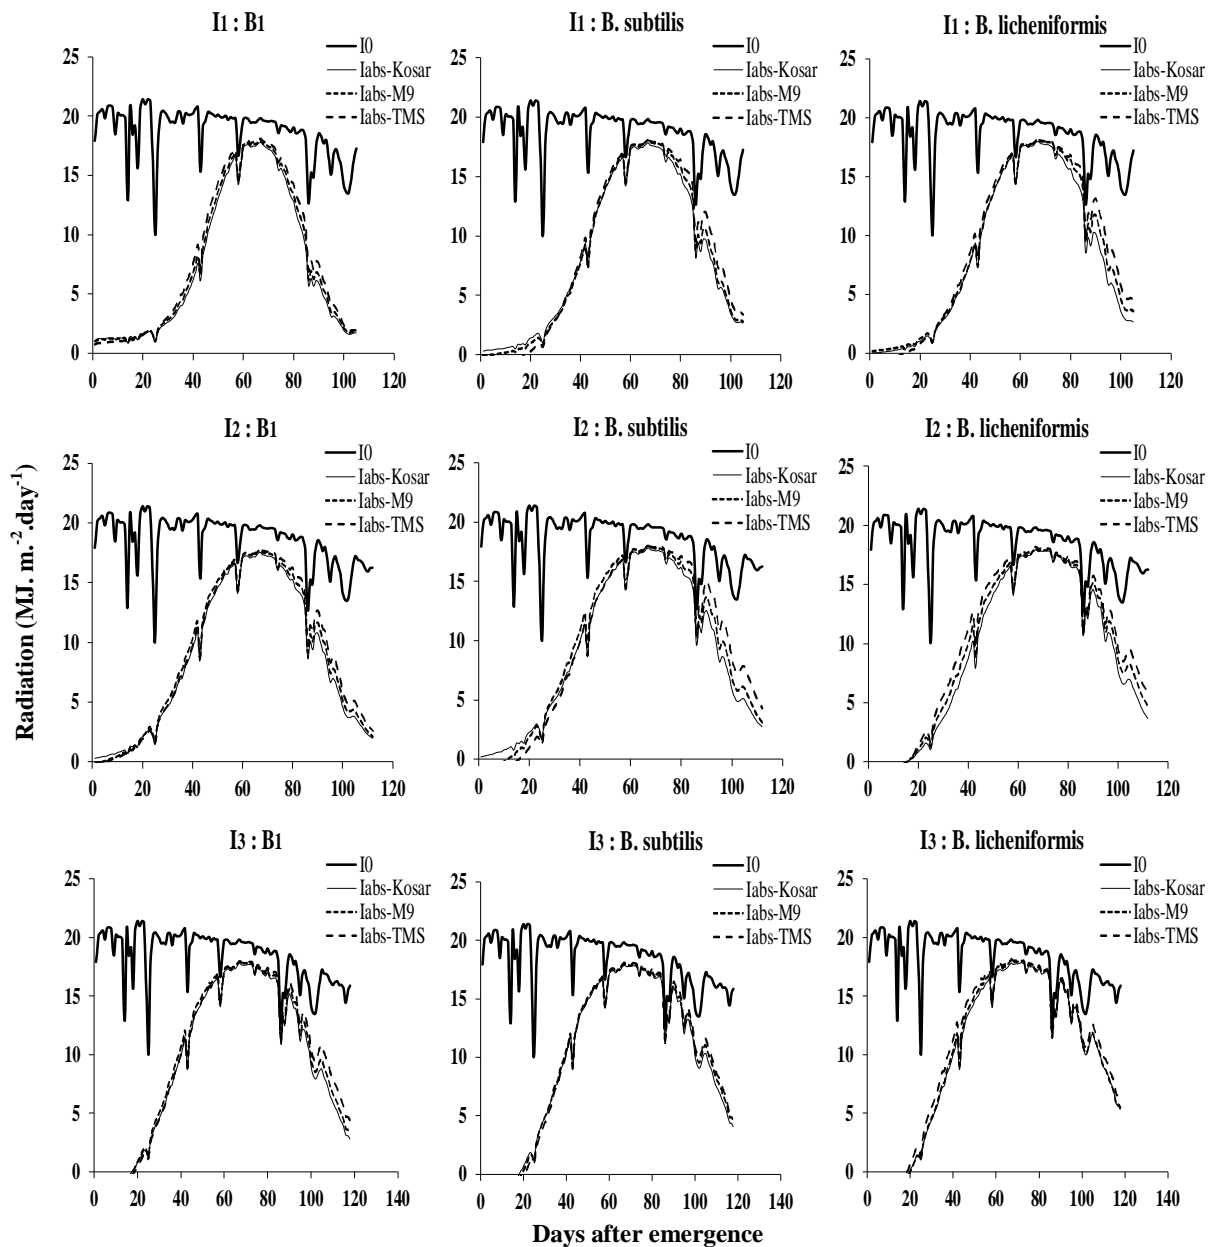 I1 : B1
I0
Iabs-Kosar
Iabs-M9
Iabs-TMS
25
20
15
10
5
0
0 20 40 60 80 100 120
I1 : B. subtilis
I0
Iabs-Kosar
Iabs-M9
Iabs-TMS
25
20
15
10
5
0
0 20 40 60 80 100 120
I1 : B. licheniformis
I0
Iabs-Kosar
Iabs-M9
Iabs-TMS
25
20
15
10
5
0
0 20 40 60 80 100 120
Radiation (MJ. m.-2 .day-1)
I2 : B1
I0
Iabs-Kosar
Iabs-M9
Iabs-TMS
25
20
15
10
5
0
0 20 40 60 80 100 120
I2 : B. subtilis
I0
Iabs-Kosar
Iabs-M9
Iabs-TMS
25
20
15
10
5
0
0 20 40 60 80 100 120
I2 : B. licheniformis
I0
Iabs-Kosar
Iabs-M9
Iabs-TMS
25
20
15
10
5
0
0 20 40 60 80 100 120
I3 : B1
I0
Iabs-Kosar
Iabs-M9
Iabs-TMS
25
20
15
10
5
0
0 20 40 60 80 100 120 140
I3 : B. subtilis
I0
Iabs-Kosar
Iabs-M9
Iabs-TMS
25
20
15
10
5
0
0 20 40 60 80 100 120 140
I3 : B. licheniformis
I0
Iabs-Kosar
Iabs-M9
Iabs-TMS
25
20
15
10
5
0
0 20 40 60 80 100 120 140
Days after emergence